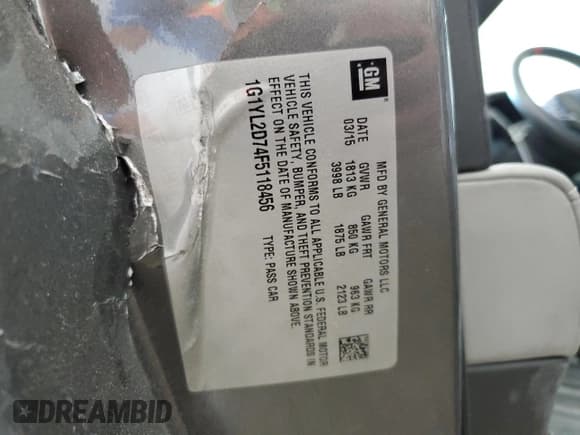 GM
MFD BY GENERAL MOTORS LLC
DATE GVWR GAWR FRT GAWR RR
03/15 1813 KG 850 KG 963 KG
3998 LB 1875 LB 2123 LB
THIS VEHICLE CONFORMS TO ALL APPLICABLE U.S. FEDERAL MOTOR
VEHICLE SAFETY, BUMPER, AND THEFT PREVENTION STANDARDS IN
EFFECT ON THE DATE OF MANUFACTURE SHOWN ABOVE.
1G1YL2D74F5118456 TYPE: PASS CAR
DREAMBID